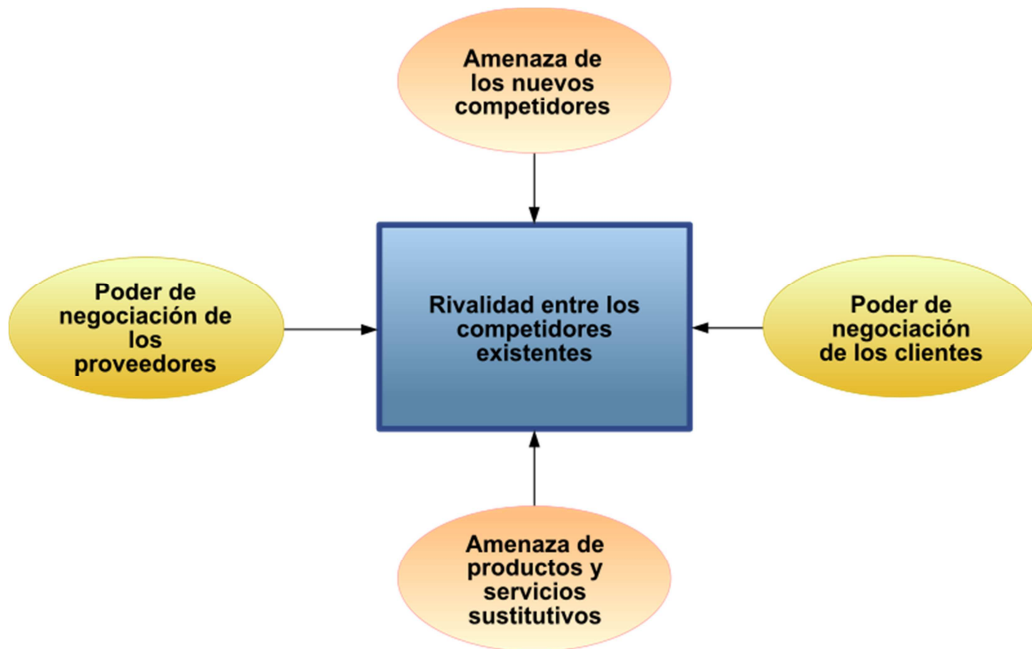 Amenaza de
los nuevos
competidores
Poder de
negociación de
los
proveedores
Rivalidad entre los
competidores
existentes
Poder de
negociación
de los clientes
Amenaza de
productos y
servicios
sustitutivos